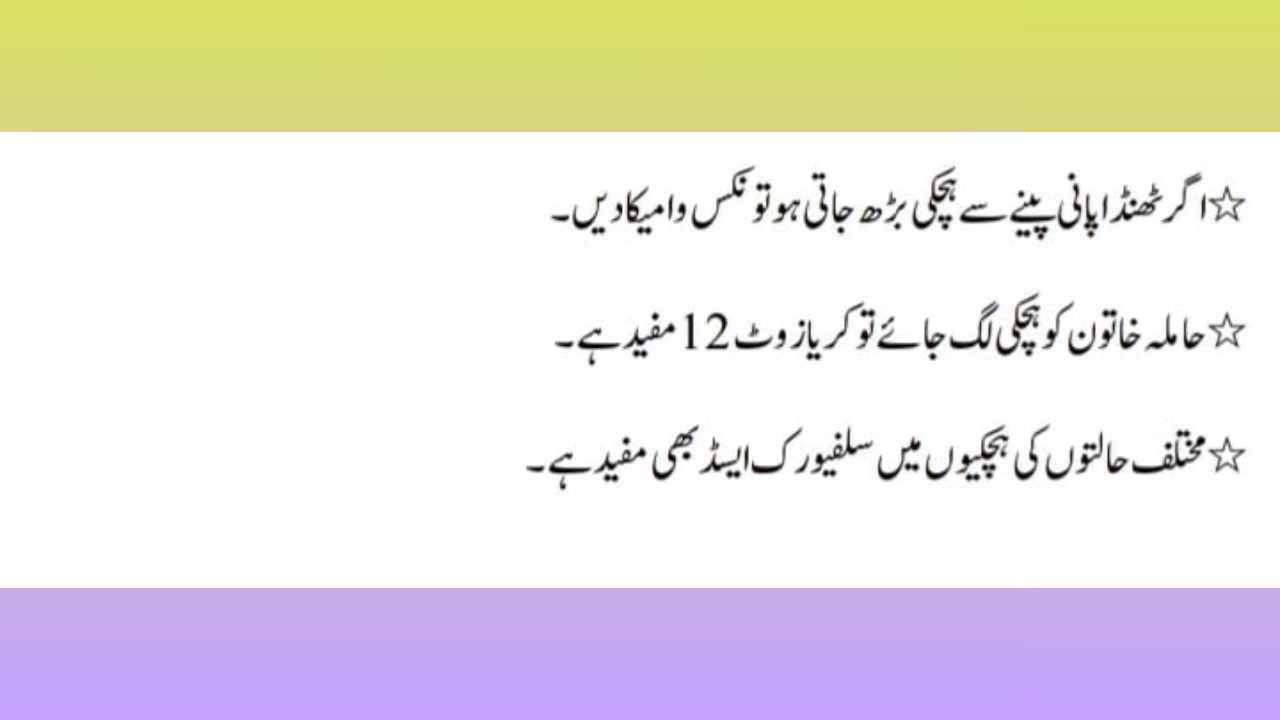 ☆اگر ٹھنڈا پانی پینے سے ہچکی بڑھ جاتی ہو تو نکس وامیکا دیں۔
☆حاملہ خاتون کو ہچکی لگ جائے تو کریازوٹ 12 مفید ہے۔
☆مختلف حالتوں کی ہچکیوں میں سلفیورک ایسڈ بھی مفید ہے۔